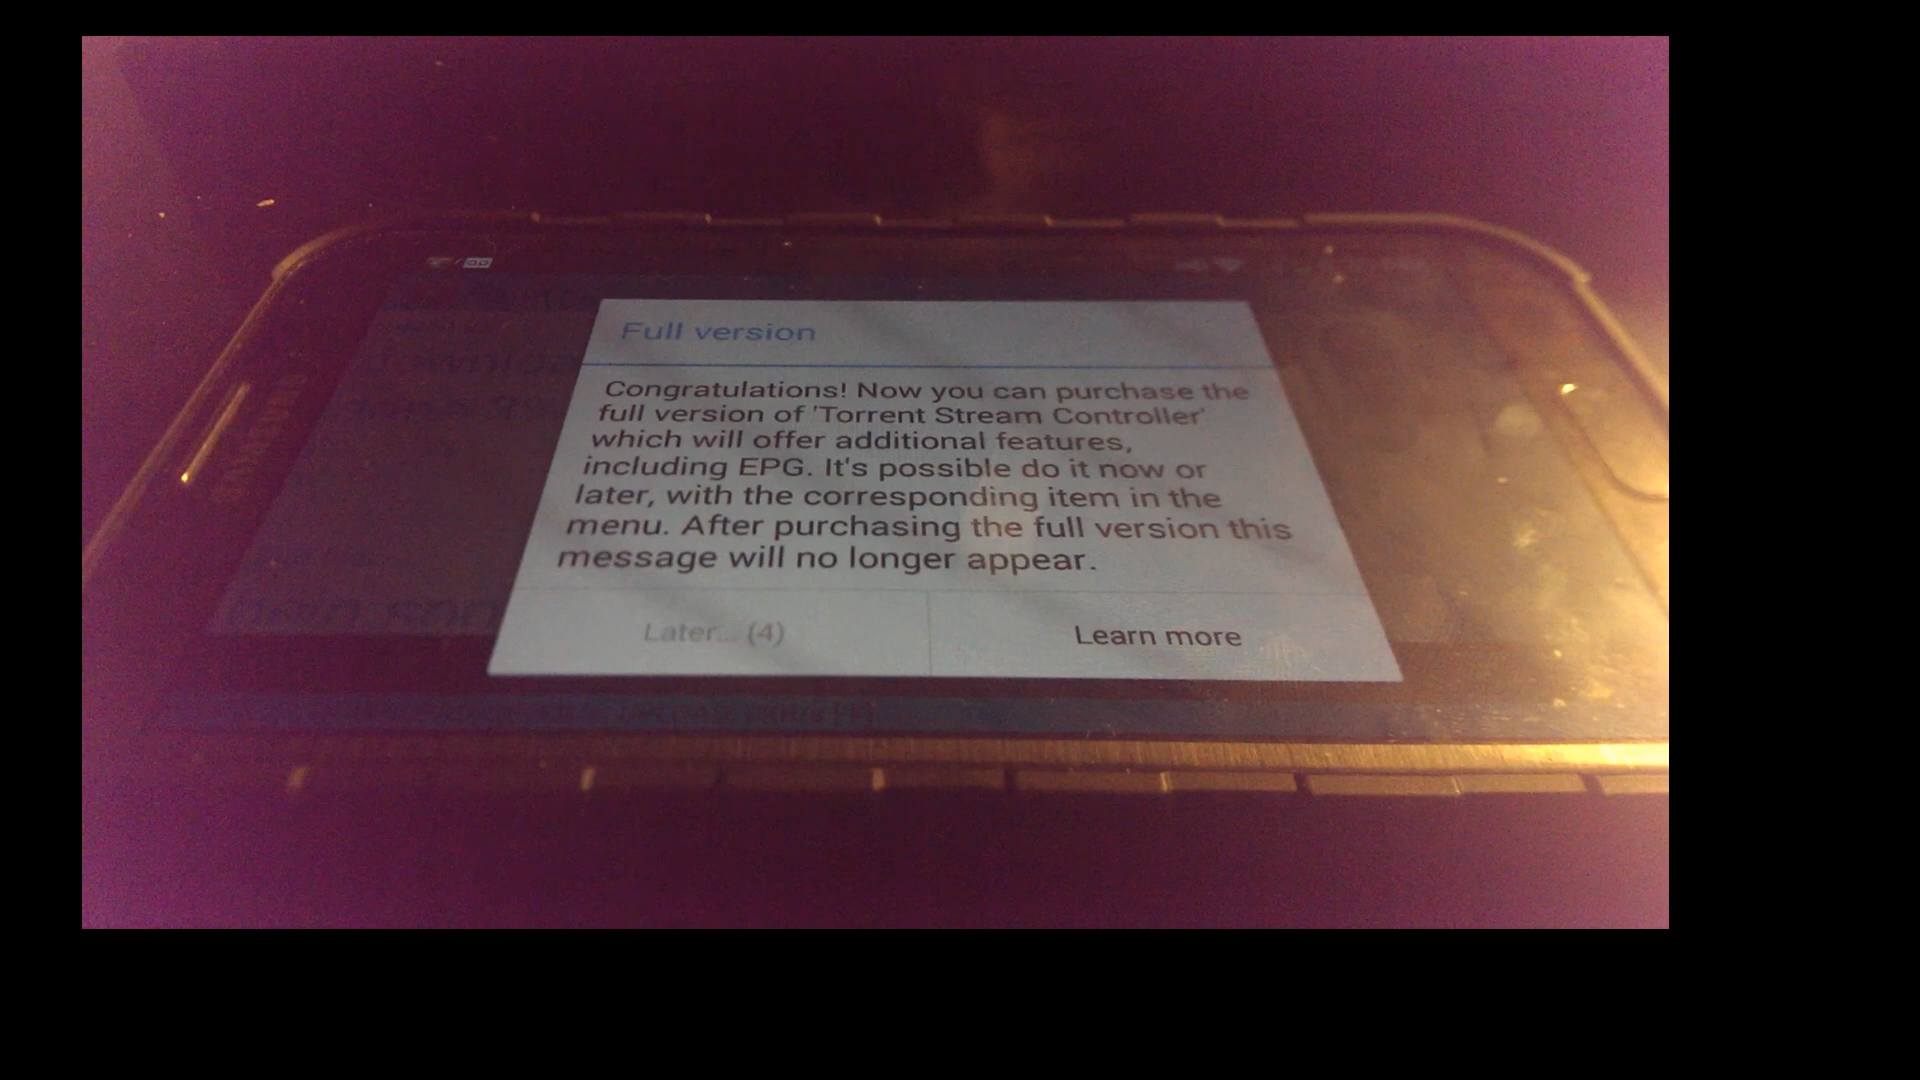 Full version
Congratulations! Now you can purchase the
full version of 'Torrent Stream Controller'
which will offer additional features,
including EPG. It's possible do it now or
later, with the corresponding item in the
menu. After purchasing the full version this
message will no longer appear.
Later... (4)
Learn more